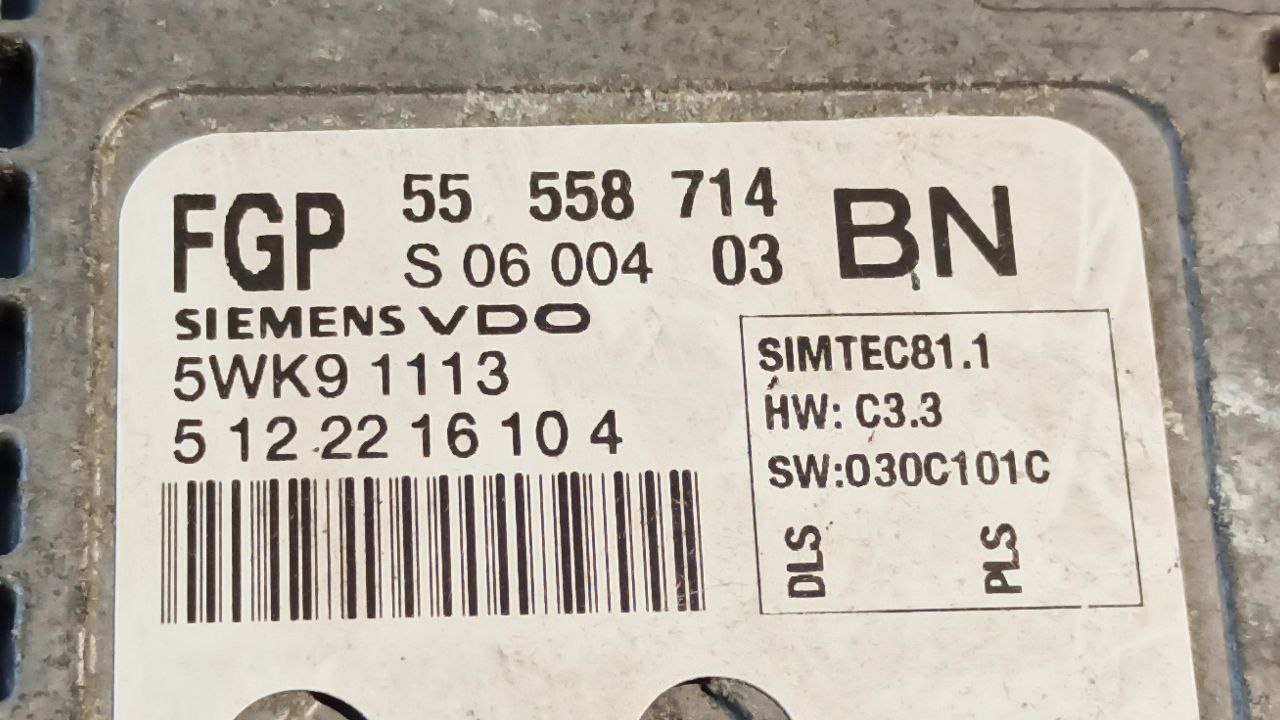 FGP 55 558 714 BN
S 06 004 03
SIEMENS VDO
5WK9 1113
5 12 22 16 10 4
SIMTEC81.1
HW: C3.3
SW:030C101C
DLS PLS